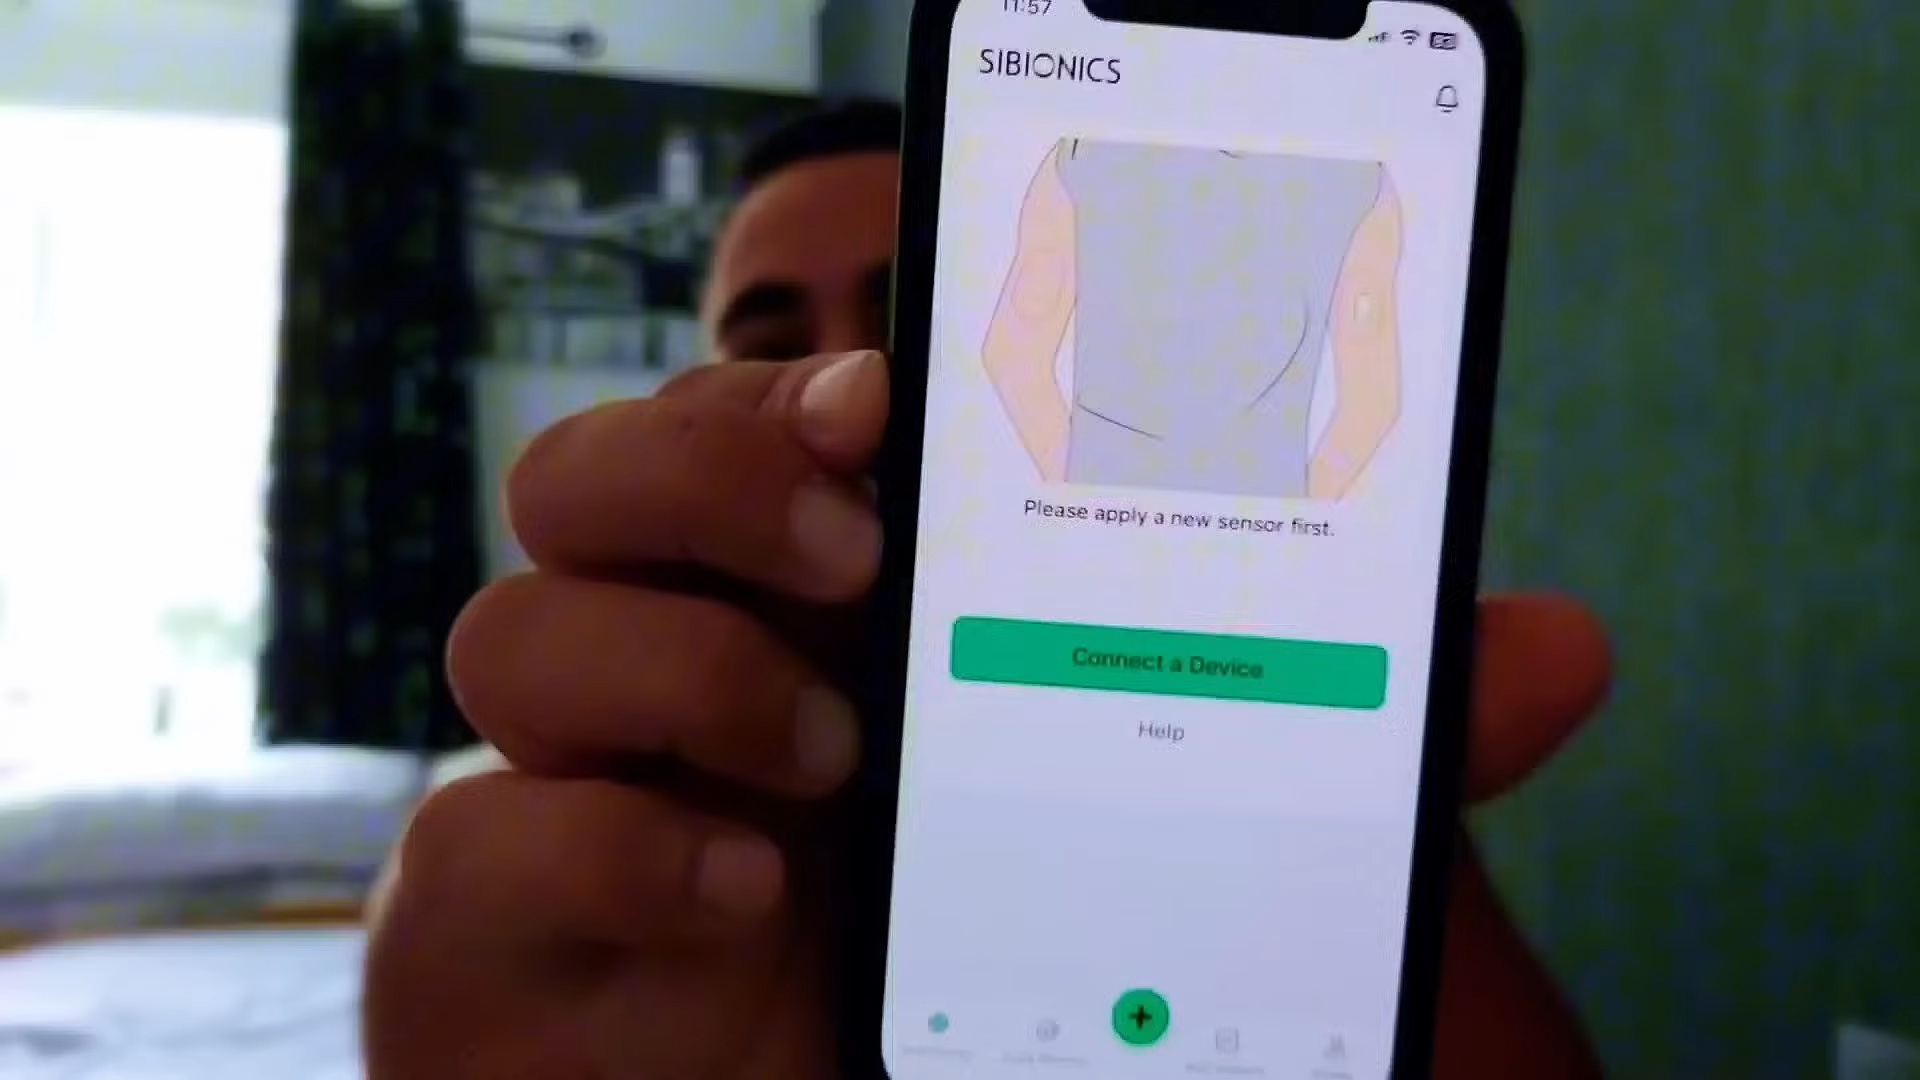 11:57
SIBIONICS
Please apply a new sensor first.
Connect a Device
Help